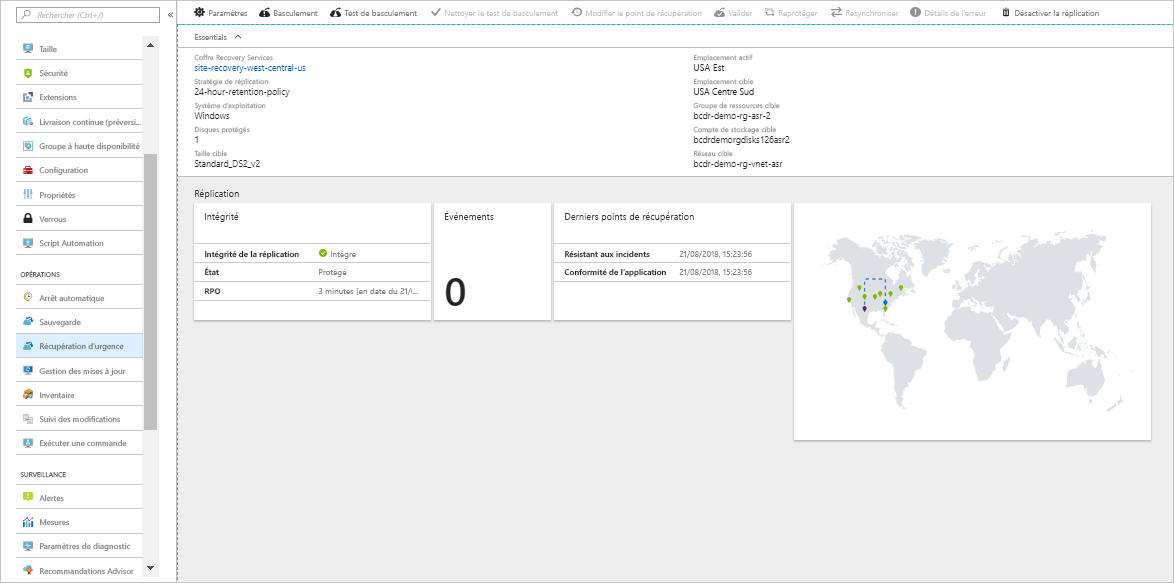 Rechercher (Ctrl+/)
«
Taille
Sécurité
Extensions
Livraison continue (préversi...
Groupe à haute disponibilité
Configuration
Propriétés
Verrous
Script Automation
OPÉRATIONS
Arrêt automatique
Sauvegarde
Récupération d'urgence
Gestion des mises à jour
Inventaire
Suivi des modifications
Exécuter une commande
SURVEILLANCE
Alertes
Mesures
Paramètres de diagnostic
Recommandations Advisor
Paramètres Basculement Test de basculement Nettoyer le test de basculement Modifier le point de récupération Valider Reprotéger Resynchroniser Détails de l'erreur Désactiver la réplication
Essentials
Coffre Recovery Services
site-recovery-west-central-us
Stratégie de réplication
24-hour-retention-policy
Système d'exploitation
Windows
Disques protégés
1
Taille cible
Standard_DS2_v2
Emplacement actif
USA Est
Emplacement cible
USA Centre Sud
Groupe de ressources cible
bcdr-demo-rg-asr-2
Compte de stockage cible
bcdrdemorgdisks126asr2
Réseau cible
bcdr-demo-rg-vnet-asr
Réplication
Intégrité
Intégrité de la réplication Intègre
État Protégé
RPO 3 minutes [en date du 21/(...
Événements
0
Derniers points de récupération
Résistant aux incidents 21/08/2018, 15:23:56
Conformité de l'application 21/08/2018, 15:23:56